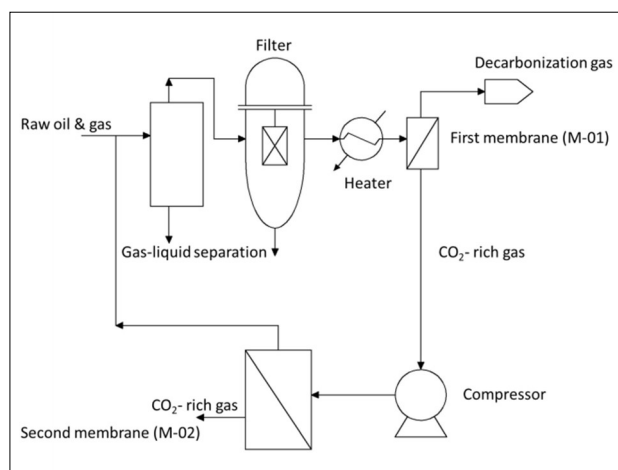 Filter
Decarbonization gas
Raw oil & gas
First membrane (M-01)
Heater
Gas-liquid separation
CO₂- rich gas
Compressor
CO₂- rich gas
Second membrane (M-02)